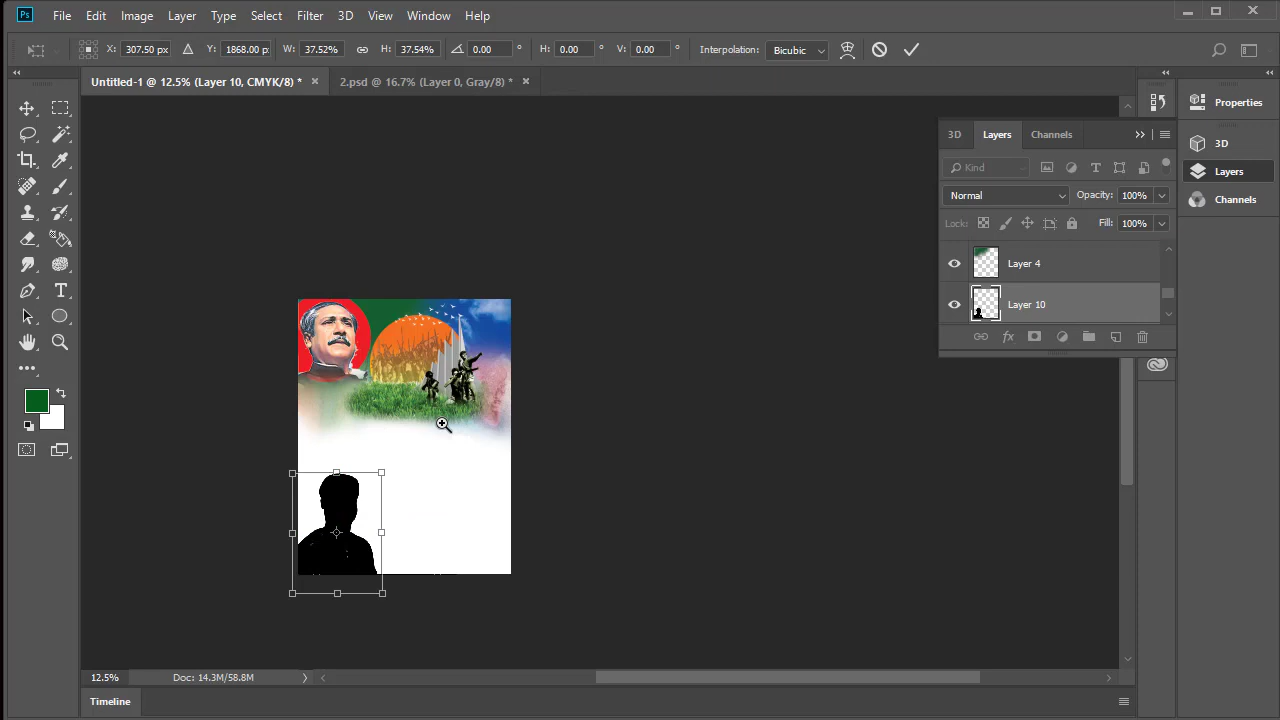 Ps File Edit Image Layer Type Select Filter 3D View Window Help
X: 307.50 px Y: 1868.00 px W: 37.52% H: 37.54% 0.00 ° H: 0.00 ° V: 0.00 ° Interpolation: Bicubic
Untitled-1 @ 12.5% (Layer 10, CMYK/8) * × 2.psd @ 16.7% (Layer 0, Gray/8) * ×
Properties
3D Layers Channels
3D
Kind
Layers
Normal Opacity: 100%
Channels
Lock: Fill: 100%
Layer 4
Layer 10
fx
12.5% Doc: 14.3M/58.8M
Timeline